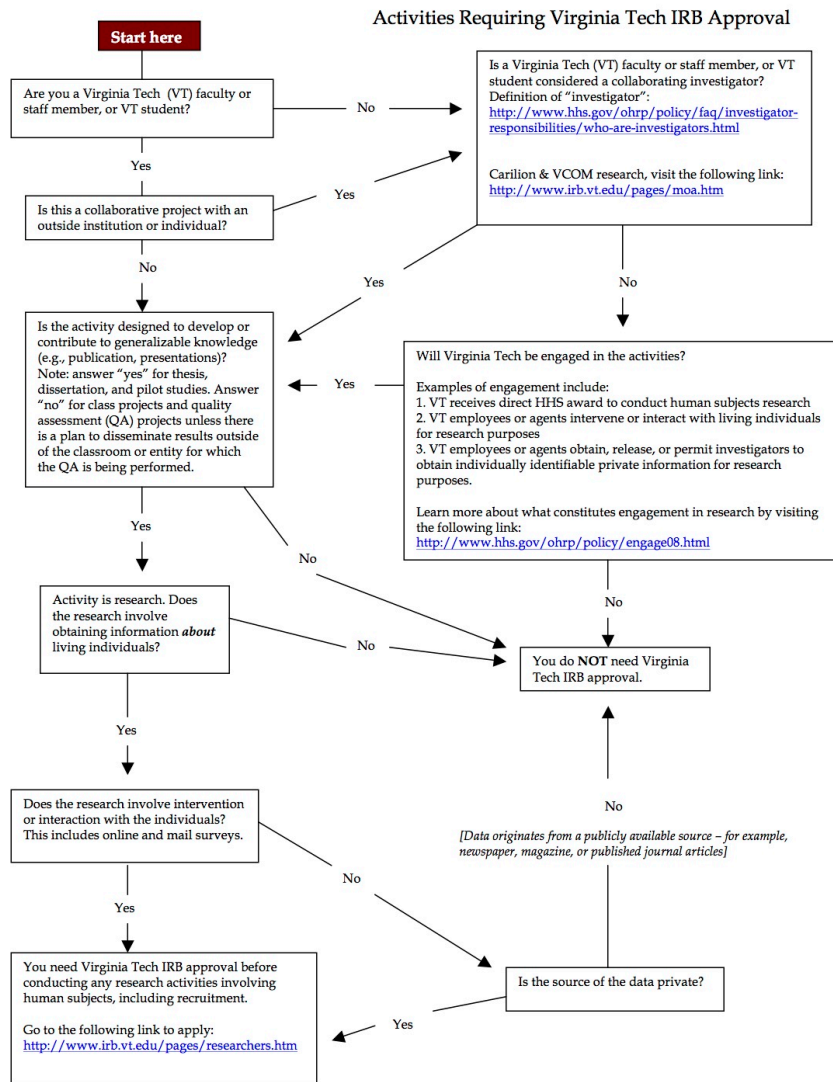 Activities Requiring Virginia Tech IRB Approval
Start here
Are you a Virginia Tech (VT) faculty or
staff member, or VT student?
No
Is a Virginia Tech (VT) faculty or staff member, or VT
student considered a collaborating investigator?
Definition of "investigator":
http://www.hhs.gov/ohrp/policy/faq/investigator-
responsibilities/who-are-investigators.html
Carilion & VCOM research, visit the following link:
http://www.irb.vt.edu/pages/moa.htm
Yes
Is this a collaborative project with an
outside institution or individual?
Yes
No
Yes
No
Is the activity designed to develop or
contribute to generalizable knowledge
(e.g., publication, presentations)?
Note: answer "yes" for thesis,
dissertation, and pilot studies. Answer
"no" for class projects and quality
assessment (QA) projects unless there
is a plan to disseminate results outside
of the classroom or entity for which
the QA is being performed.
Yes
Will Virginia Tech be engaged in the activities?
Examples of engagement include:
1. VT receives direct HHS award to conduct human subjects research
2. VT employees or agents intervene or interact with living individuals
for research purposes
3. VT employees or agents obtain, release, or permit investigators to
obtain individually identifiable private information for research
purposes.
Learn more about what constitutes engagement in research by visiting
the following link:
http://www.hhs.gov/ohrp/policy/engage08.html
Yes
No
No
Activity is research. Does
the research involve
obtaining information about
living individuals?
No
You do NOT need Virginia
Tech IRB approval.
Yes
Does the research involve intervention
or interaction with the individuals?
This includes online and mail surveys.
No
[Data originates from a publicly available source – for example,
newspaper, magazine, or published journal articles]
No
Yes
You need Virginia Tech IRB approval before
conducting any research activities involving
human subjects, including recruitment.
Go to the following link to apply:
http://www.irb.vt.edu/pages/researchers.htm
Yes
Is the source of the data private?